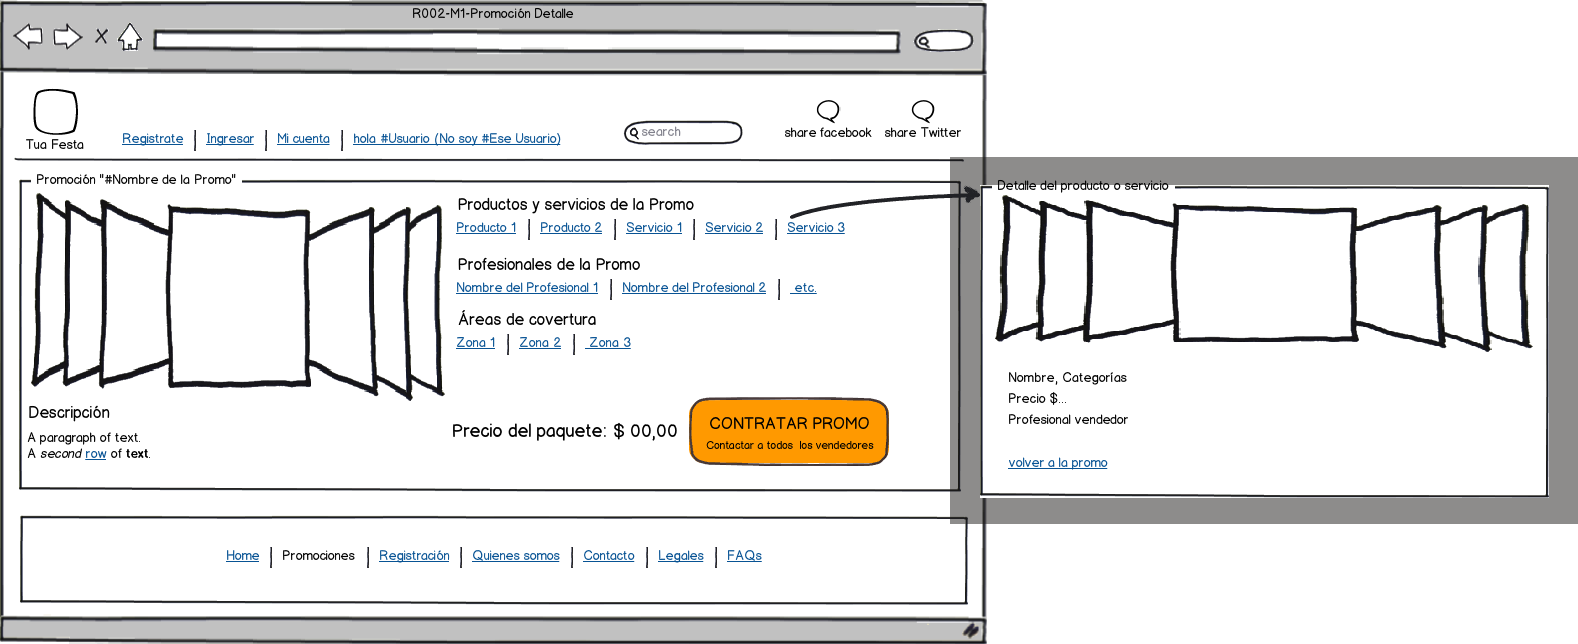 R002-M1-Promoción Detalle
Tua Festa
Registrate | Ingresar | Mi cuenta | hola #Usuario (No soy #Ese Usuario)
search
share facebook share Twitter
Promoción "#Nombre de la Promo"
Productos y servicios de la Promo
Producto 1 | Producto 2 | Servicio 1 | Servicio 2 | Servicio 3
Profesionales de la Promo
Nombre del Profesional 1 | Nombre del Profesional 2 | etc.
Áreas de covertura
Zona 1 | Zona 2 | Zona 3
Descripción
A paragraph of text.
A second row of text.
Precio del paquete: $ 00,00
CONTRATAR PROMO
Contactar a todos los vendedores
Detalle del producto o servicio
Nombre, Categorías
Precio $...
Profesional vendedor
volver a la promo
Home | Promociones | Registración | Quienes somos | Contacto | Legales | FAQs